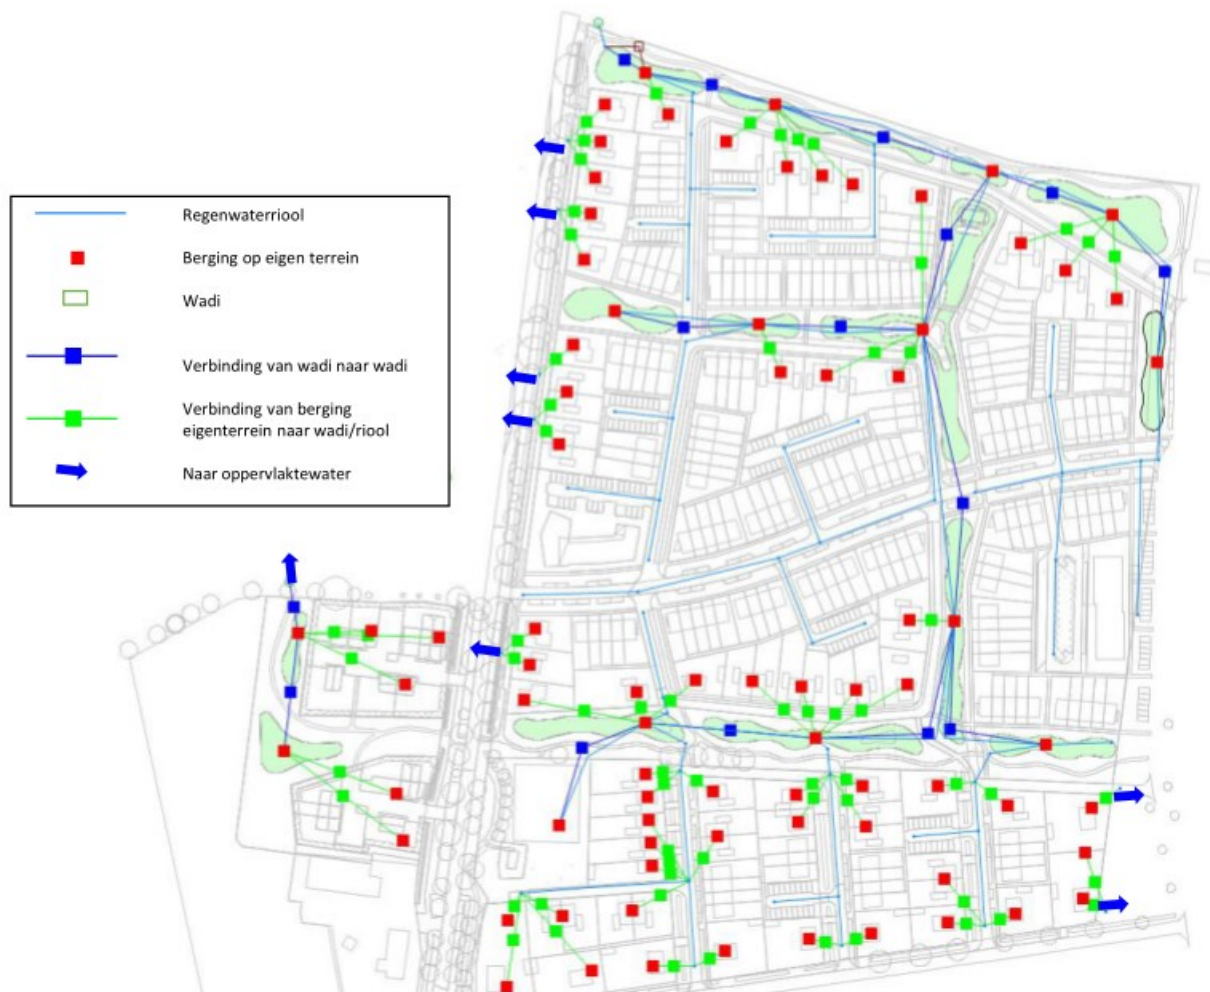 Regenwaterriool
Berging op eigen terrein
Wadi
Verbinding van wadi naar wadi
Verbinding van berging
eigenterrein naar wadi/riool
Naar oppervlaktewater